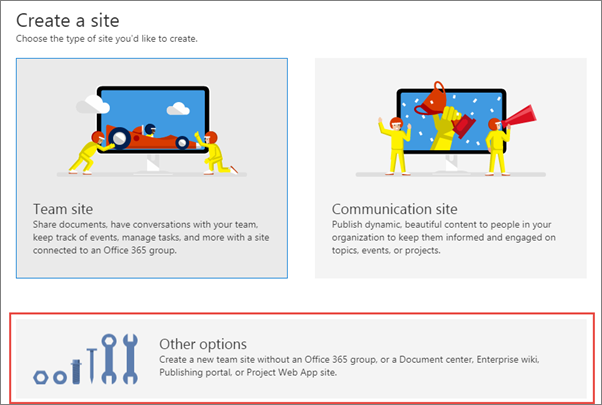 Create a site
Choose the type of site you'd like to create.
Team site
Share documents, have conversations with your team,
keep track of events, manage tasks, and more with a site
connected to an Office 365 group.
Communication site
Publish dynamic, beautiful content to people in your
organization to keep them informed and engaged on
topics, events, or projects.
Other options
Create a new team site without an Office 365 group, or a Document center, Enterprise wiki,
Publishing portal, or Project Web App site.